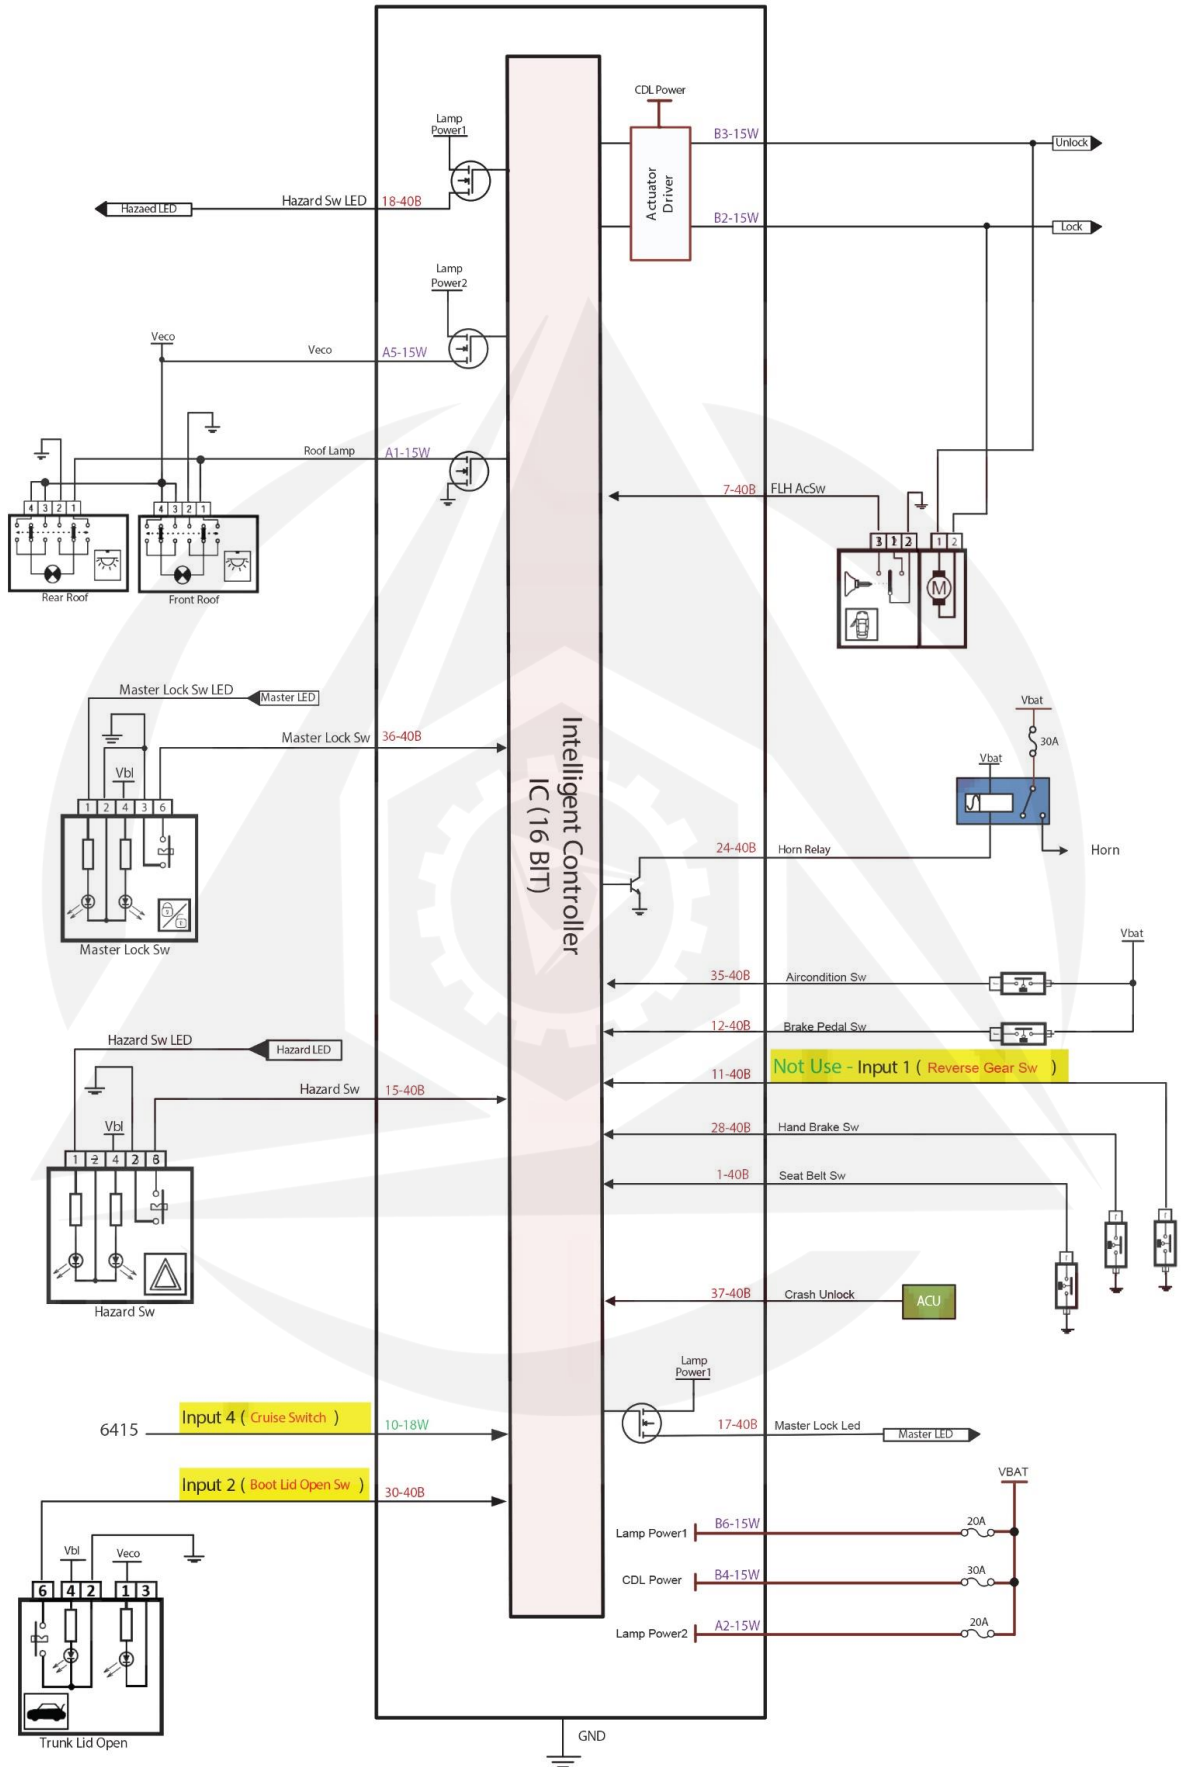 CDL Power
Lamp
Power1
B3-15W
Unlock
Actuator
Driver
Hazaed LED
Hazard Sw LED
18-40B
B2-15W
Lock
Lamp
Power2
Veco
Veco
A5-15W
Roof Lamp
A1-15W
7-40B
FLH AcSw
4 3 2 1
4 3 2 1
3 1 2
1 2
M
Rear Roof
Front Roof
Master Lock Sw LED
Master LED
Vbat
30A
Master Lock Sw
36-40B
Vbl
Vbat
1 2 4 3 6
Intelligent Controller
IC (16 BIT)
24-40B
Horn Relay
Horn
Master Lock Sw
Vbat
35-40B
Aircondition Sw
12-40B
Brake Pedal Sw
Hazard Sw LED
Hazard LED
Not Use - Input 1 ( Reverse Gear Sw )
11-40B
Hazard Sw
15-40B
28-40B
Hand Brake Sw
Vbl
1-40B
Seat Belt Sw
Hazard Sw
37-40B
Crash Unlock
ACU
Lamp
Power1
Input 4 ( Cruise Switch )
6415
10-18W
17-40B
Master Lock Led
Master LED
Input 2 ( Boot Lid Open Sw )
30-40B
VBAT
Lamp Power1
B6-15W
20A
Vbl
Veco
CDL Power
B4-15W
30A
6 4 2 1 3
Lamp Power2
A2-15W
20A
Trunk Lid Open
GND